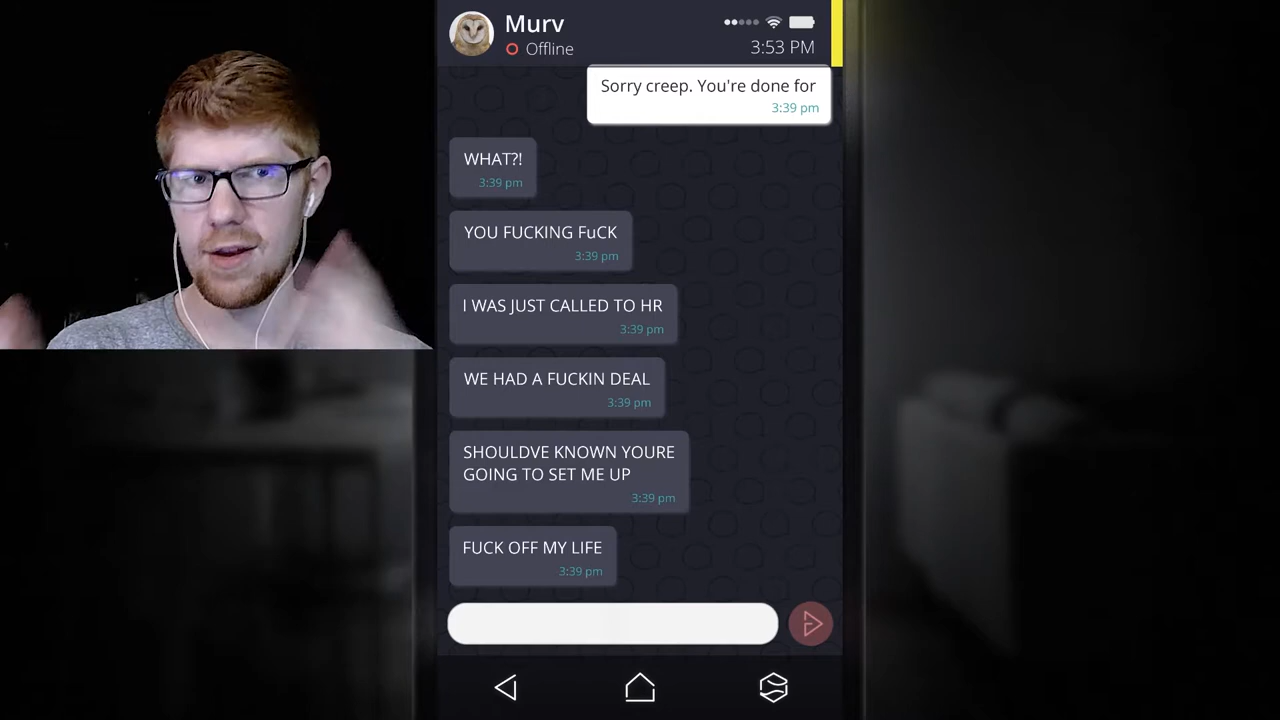 Murv
Offline
3:53 PM
Sorry creep. You're done for
3:39 pm
WHAT?!
3:39 pm
YOU FUCKING FuCK
3:39 pm
I WAS JUST CALLED TO HR
3:39 pm
WE HAD A FUCKIN DEAL
3:39 pm
SHOULDVE KNOWN YOURE
GOING TO SET ME UP
3:39 pm
FUCK OFF MY LIFE
3:39 pm